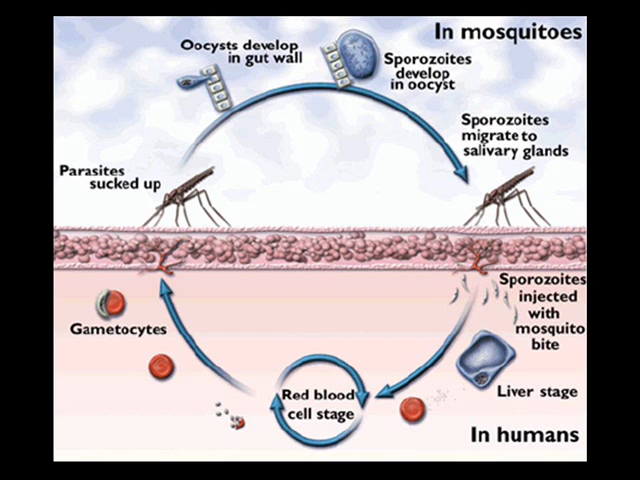 In mosquitoes
Oocysts develop
in gut wall
Sporozoites
develop
in oocyst
Sporozoites
migrate to
salivary glands
Parasites
sucked up
Sporozoites
injected
with
mosquito
bite
Gametocytes
Red blood
cell stage
Liver stage
In humans